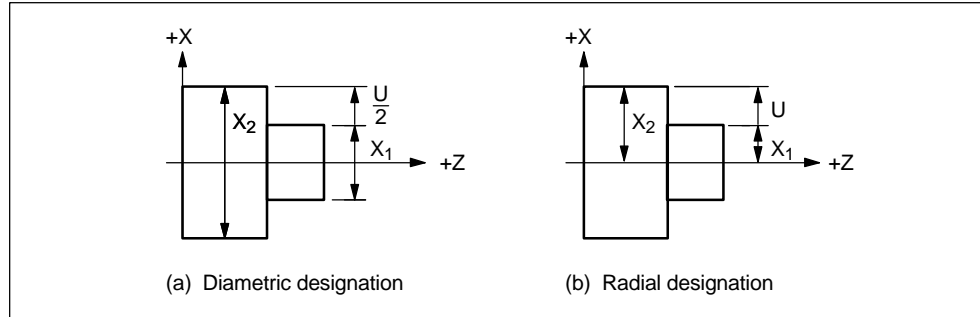 +X
U
2
X2
X1
+Z
(a) Diametric designation
+X
U
X2
X1
+Z
(b) Radial designation